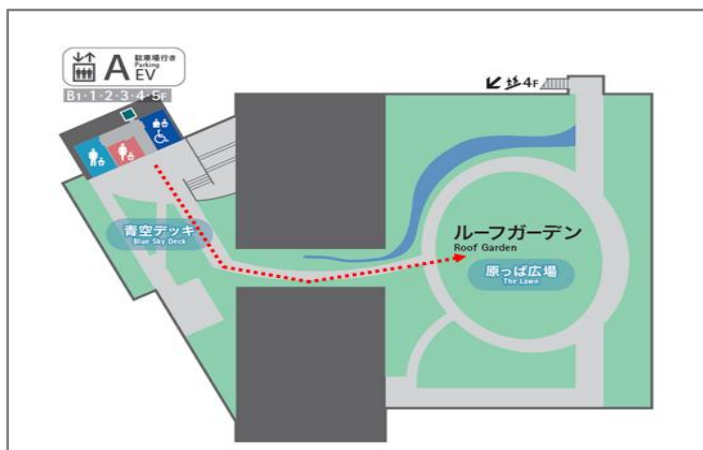 A
駐車場行き
Parking
EV
B1・1・2・3・4・5F
4F
青空デッキ
Blue Sky Deck
ルーフガーデン
Roof Garden
原っぱ広場
The Lawn